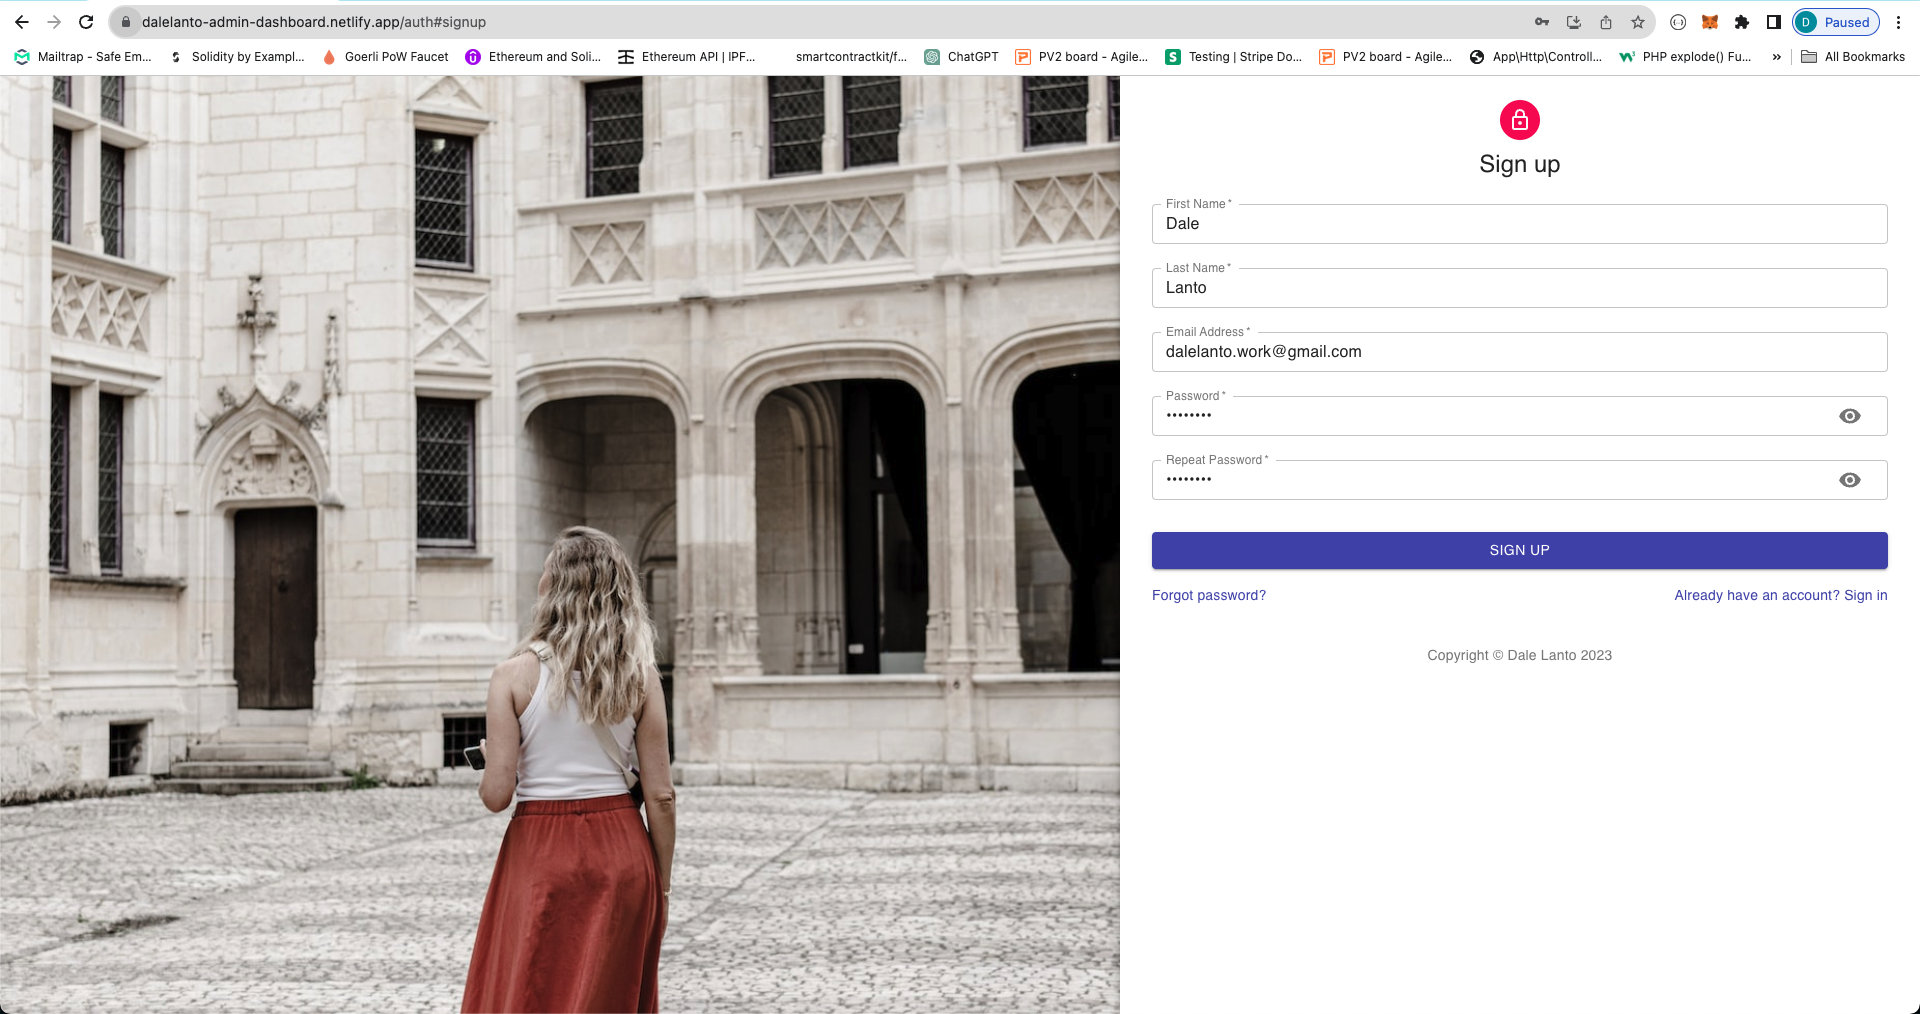 dalelanto-admin-dashboard.netlify.app/auth#signup
D Paused
Mailtrap - Safe Em... Solidity by Exampl... Goerli PoW Faucet Ethereum and Soli... Ethereum API | IPF... smartcontractkit/f... ChatGPT PV2 board - Agile... Testing | Stripe Do... PV2 board - Agile... App\Http\Controll... PHP explode() Fu... » All Bookmarks
Sign up
First Name *
Dale
Last Name *
Lanto
Email Address *
dalelanto.work@gmail.com
Password *
••••••••
Repeat Password *
••••••••
SIGN UP
Forgot password? Already have an account? Sign in
Copyright © Dale Lanto 2023